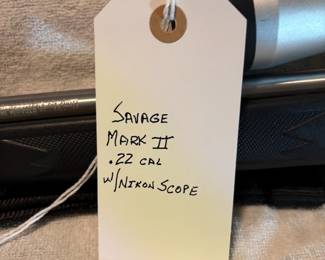 SAVAGE
MARK II
.22 CAL
W/NIKON SCOPE